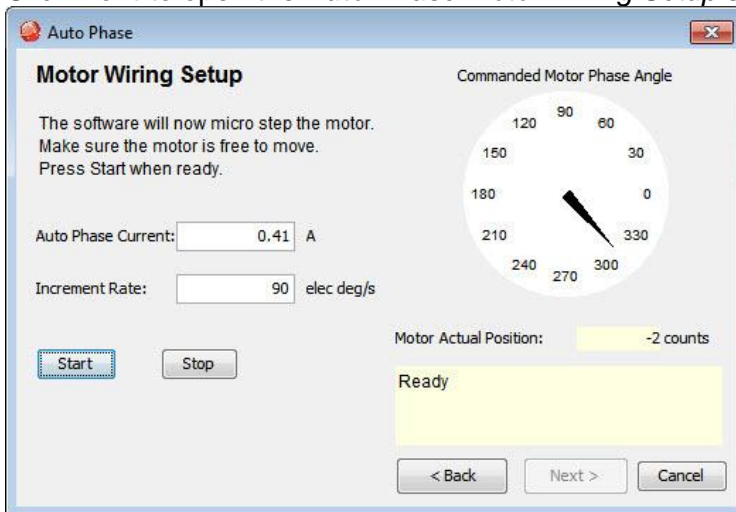 Auto Phase
Motor Wiring Setup
The software will now micro step the motor.
Make sure the motor is free to move.
Press Start when ready.
Auto Phase Current: 0.41 A
Increment Rate: 90 elec deg/s
Start Stop
Commanded Motor Phase Angle
90
120 60
150 30
180 0
210 330
240 300
270
Motor Actual Position: -2 counts
Ready
< Back Next > Cancel